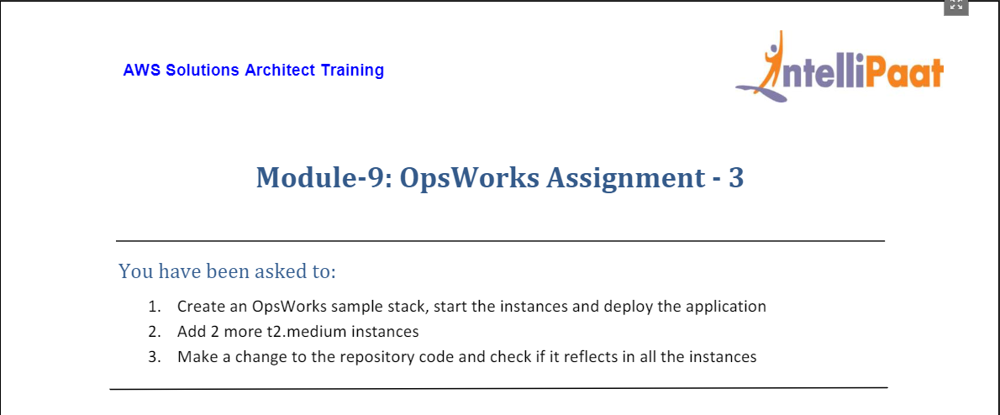 AWS Solutions Architect Training
IntelliPaat
Module-9: OpsWorks Assignment - 3
You have been asked to:
1. Create an OpsWorks sample stack, start the instances and deploy the application
2. Add 2 more t2.medium instances
3. Make a change to the repository code and check if it reflects in all the instances